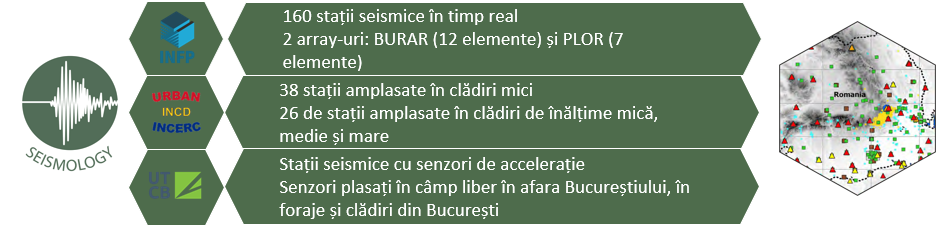 160 stații seismice în timp real
2 array-uri: BURAR (12 elemente) și PLOR (7
elemente)
INFP
38 stații amplasate în clădiri mici
26 de stații amplasate în clădiri de înălțime mică,
medie și mare
URBAN
INCD
INCERC
SEISMOLOGY
Stații seismice cu senzori de accelerație
Senzori plasați în câmp liber în afara Bucureștiului, în
foraje și clădiri din București
UT
CB
Romania